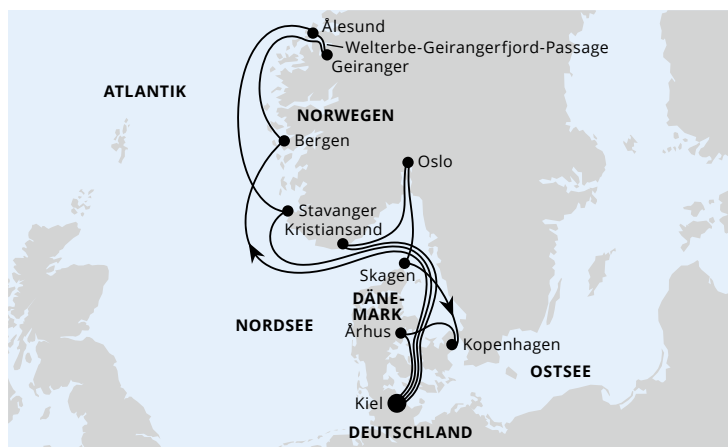 Ålesund
Welterbe-Geirangerfjord-Passage
Geiranger
ATLANTIK
NORWEGEN
Bergen
Oslo
Stavanger
Kristiansand
Skagen
DÄNE-
MARK
NORDSEE
Århus
Kopenhagen
OSTSEE
Kiel
DEUTSCHLAND